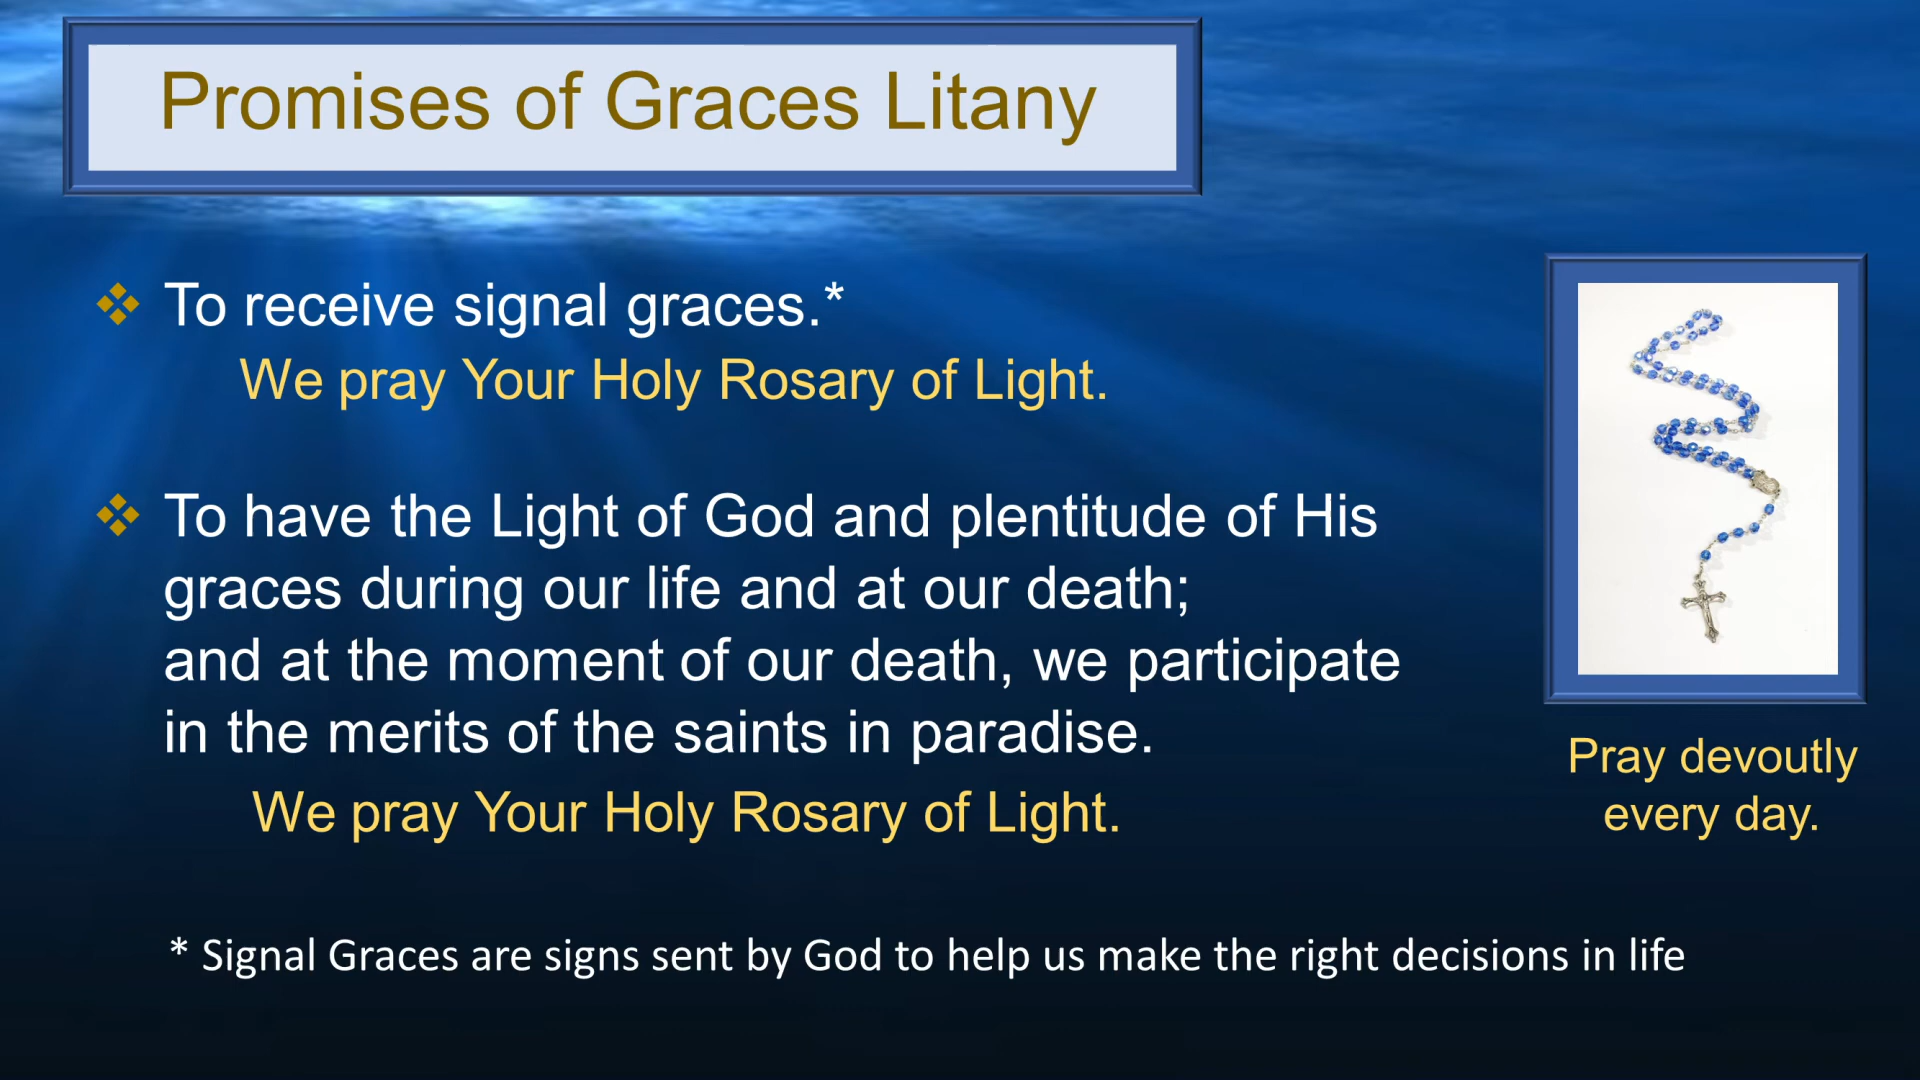 Promises of Graces Litany
To receive signal graces.*
We pray Your Holy Rosary of Light.
To have the Light of God and plentitude of His
graces during our life and at our death;
and at the moment of our death, we participate
in the merits of the saints in paradise.
We pray Your Holy Rosary of Light.
Pray devoutly
every day.
* Signal Graces are signs sent by God to help us make the right decisions in life